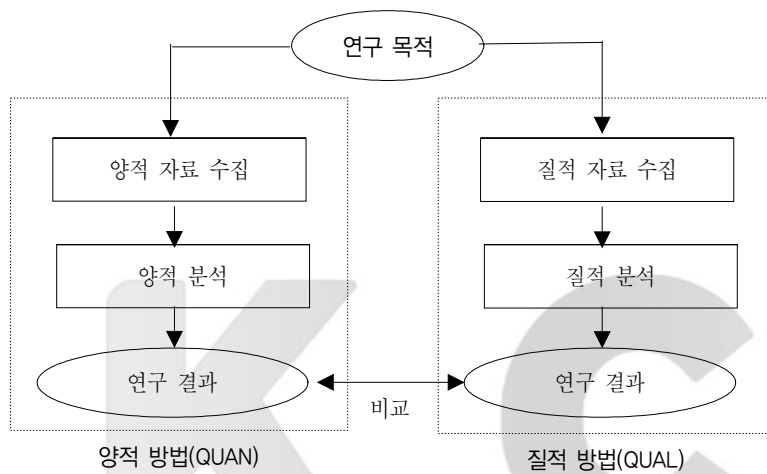 연구 목적
양적 자료 수집
질적 자료 수집
양적 분석
질적 분석
연구 결과
연구 결과
비교
양적 방법(QUAN)
질적 방법(QUAL)
K C